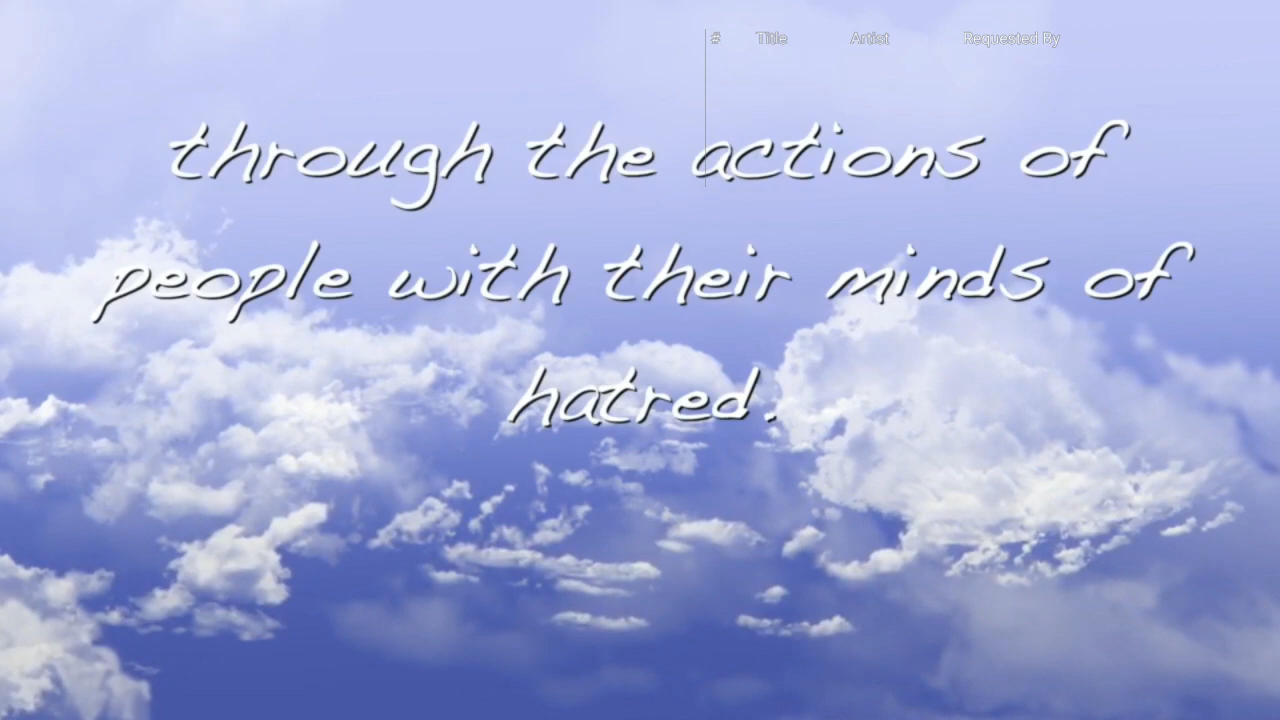 # Title Artist Requested By
through the actions of
people with their minds of
hatred.